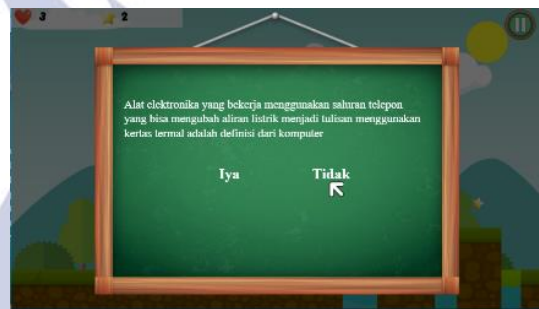 3 2
Alat elektronika yang bekerja menggunakan saluran telepon
yang bisa mengubah aliran listrik menjadi tulisan menggunakan
kertas termal adalah definisi dari komputer
Iya Tidak